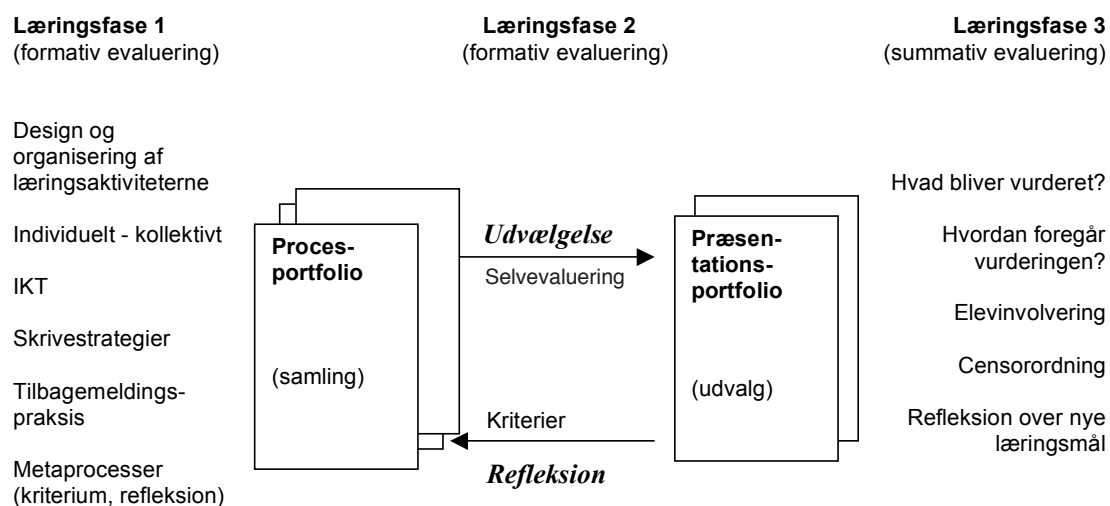 Læringsfase 1
(formativ evaluering)
Læringsfase 2
(formativ evaluering)
Læringsfase 3
(summativ evaluering)
Design og
organisering af
læringsaktiviteterne
Individuelt - kollektivt
IKT
Skrivestrategier
Tilbagemeldings-
praksis
Metaprocesser
(kriterium, refleksion)
Proces-
portfolio
(samling)
Udvælgelse
Selvevaluering
Kriterier
Refleksion
Præsen-
tations-
portfolio
(udvalg)
Hvad bliver vurderet?
Hvordan foregår
vurderingen?
Elevinvolvering
Censorordning
Refleksion over nye
læringsmål